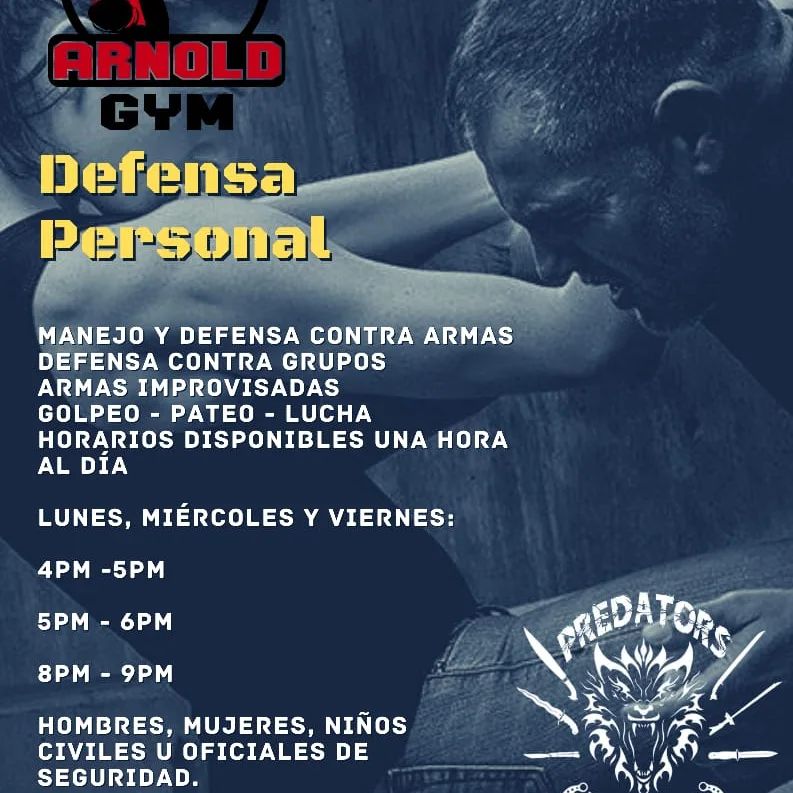 ARNOLD
GYM
Defensa
Personal
MANEJO Y DEFENSA CONTRA ARMAS
DEFENSA CONTRA GRUPOS
ARMAS IMPROVISADAS
GOLPEO - PATEO - LUCHA
HORARIOS DISPONIBLES UNA HORA
AL DÍA
LUNES, MIÉRCOLES Y VIERNES:
4PM -5PM
5PM - 6PM
8PM - 9PM
HOMBRES, MUJERES, NIÑOS
CIVILES U OFICIALES DE
SEGURIDAD.
PREDATORS